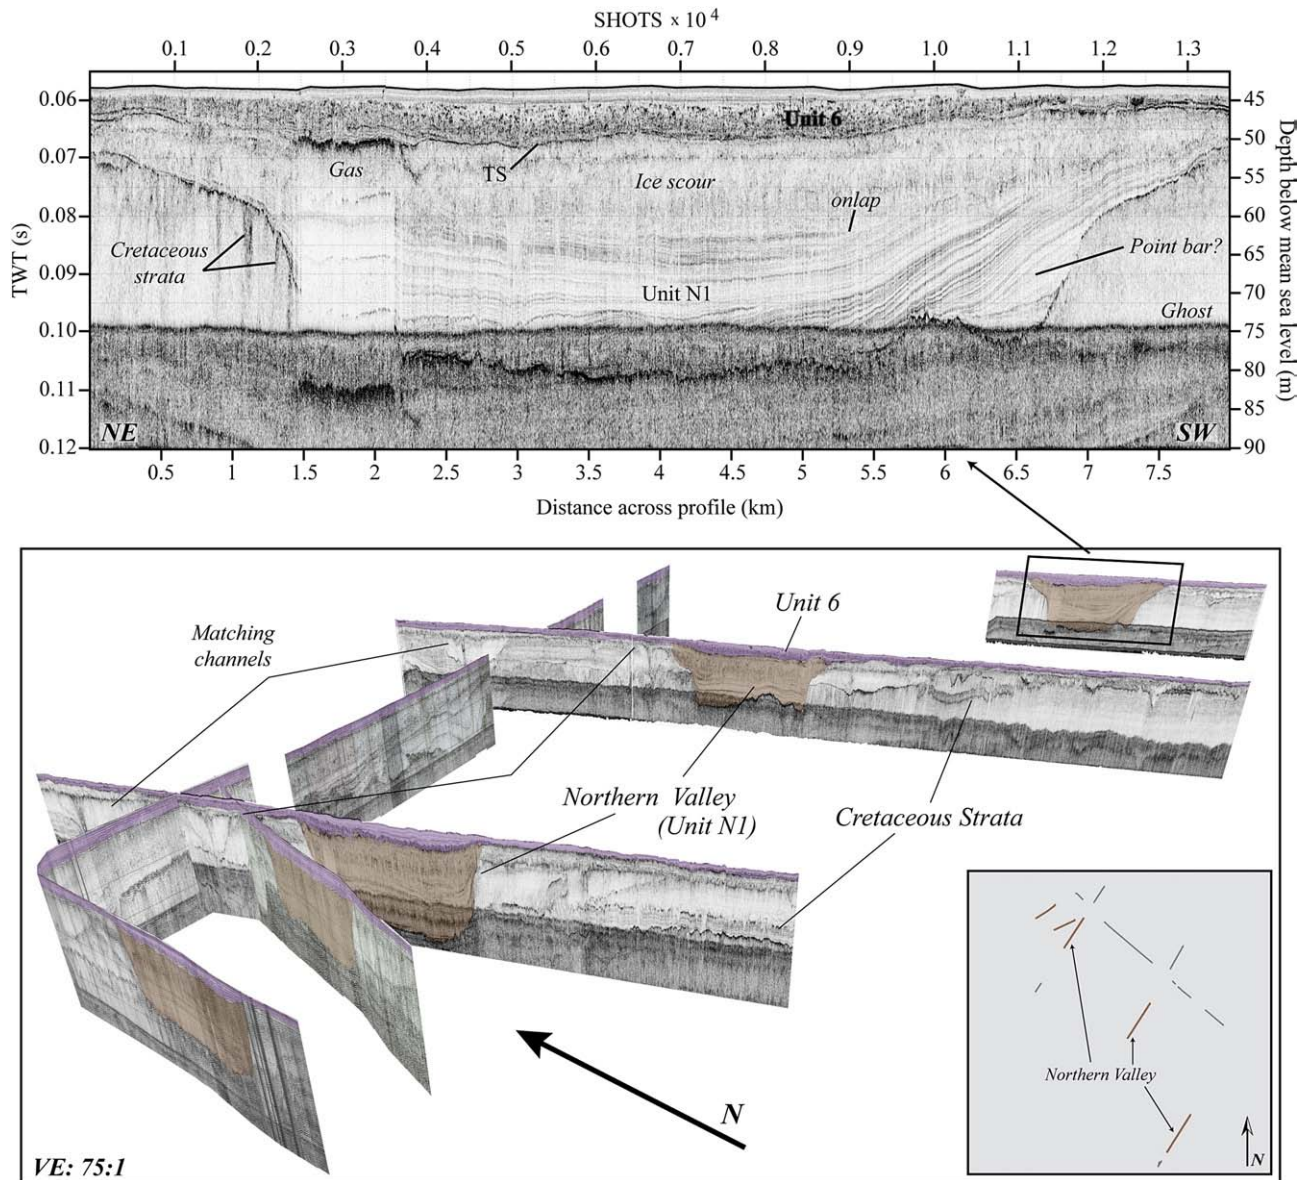 SHOTS x 10 4
0.1 0.2 0.3 0.4 0.5 0.6 0.7 0.8 0.9 1.0 1.1 1.2 1.3
TWT (s)
0.06
0.07
0.08
0.09
0.10
0.11
0.12
Depth below mean sea level (m)
45
50
55
60
65
70
75
80
85
90
Unit 6
Gas
TS
Ice scour
onlap
Cretaceous
strata
Point bar?
Unit N1
Ghost
NE
SW
0.5 1 1.5 2 2.5 3 3.5 4 4.5 5 5.5 6 6.5 7 7.5
Distance across profile (km)
Unit 6
Matching
channels
Northern Valley
(Unit N1)
Cretaceous Strata
N
VE: 75:1
Northern Valley
N